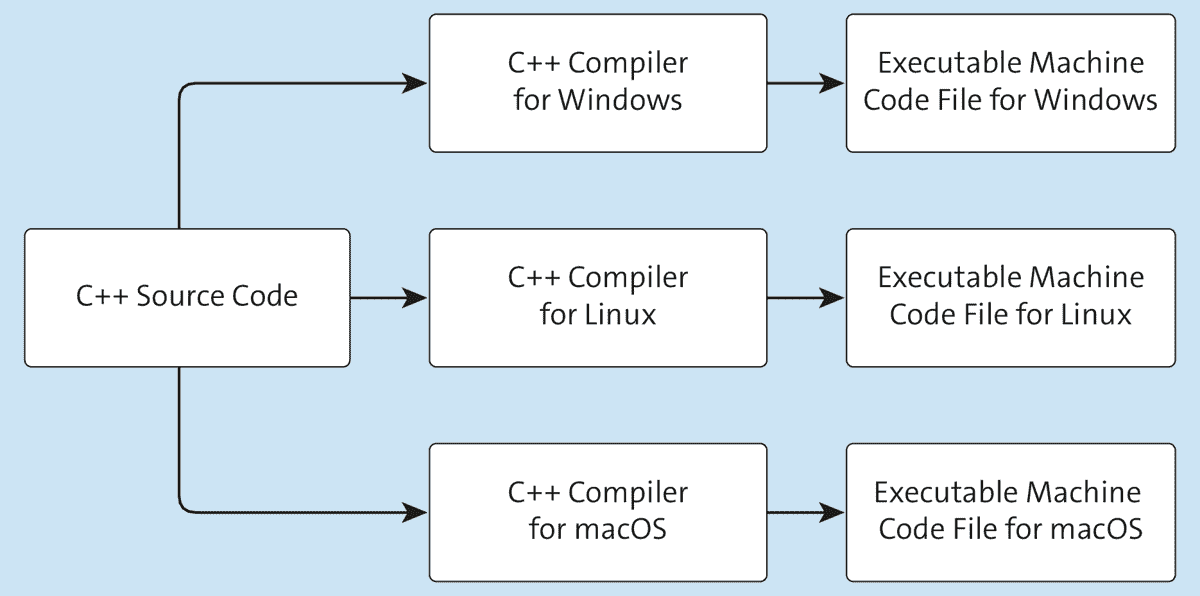 C++ Compiler
for Windows
Executable Machine
Code File for Windows
C++ Source Code
C++ Compiler
for Linux
Executable Machine
Code File for Linux
C++ Compiler
for macOS
Executable Machine
Code File for macOS